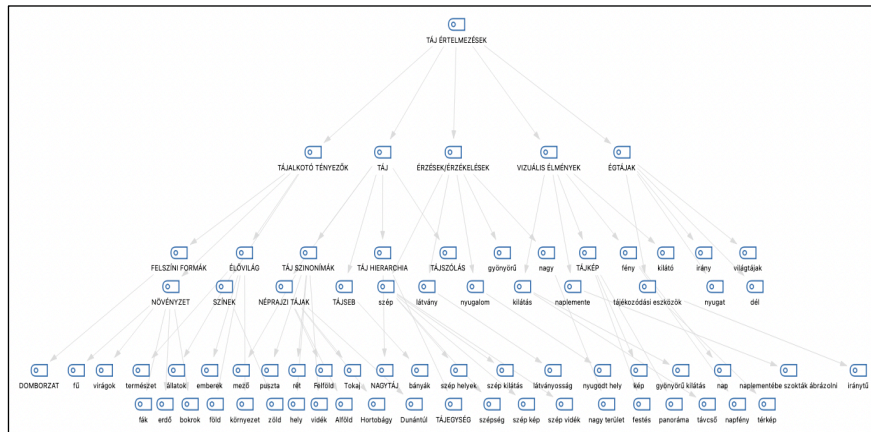 TÁJ ÉRTELMEZÉSEK
TÁJALKOTÓ TÉNYEZŐK TÁJ ÉRZÉSEK/ÉRZÉKELÉSEK VIZUÁLIS ÉLMÉNYEK ÉGTÁJAK
FELSZÍNI FORMÁK ÉLŐVILÁG TÁJ SZINONÍMÁK TÁJ HIERARCHIA TÁJSZÓLÁS gyönyörű nagy TÁJKÉP fény kilátó irány világtájak
NÖVÉNYZET SZÍNEK NÉPRAJZI TÁJAK TÁJSEB szép látvány nyugalom kilátás naplemente tájékozódási eszközök nyugat dél
DOMBORZAT fű virágok természet állatok emberek mező puszta rét Felföld Tokaj NAGYTÁJ bányák szép helyek szép kilátás látványosság nyugodt hely kép gyönyörű kilátás nap naplementébe szokták ábrázolni iránytű
fák erdő bokrok föld környezet zöld hely vidék Alföld Hortobágy Dunántúl TÁJEGYSÉG szépség szép kép szép vidék nagy terület festés panoráma távcső napfény térkép